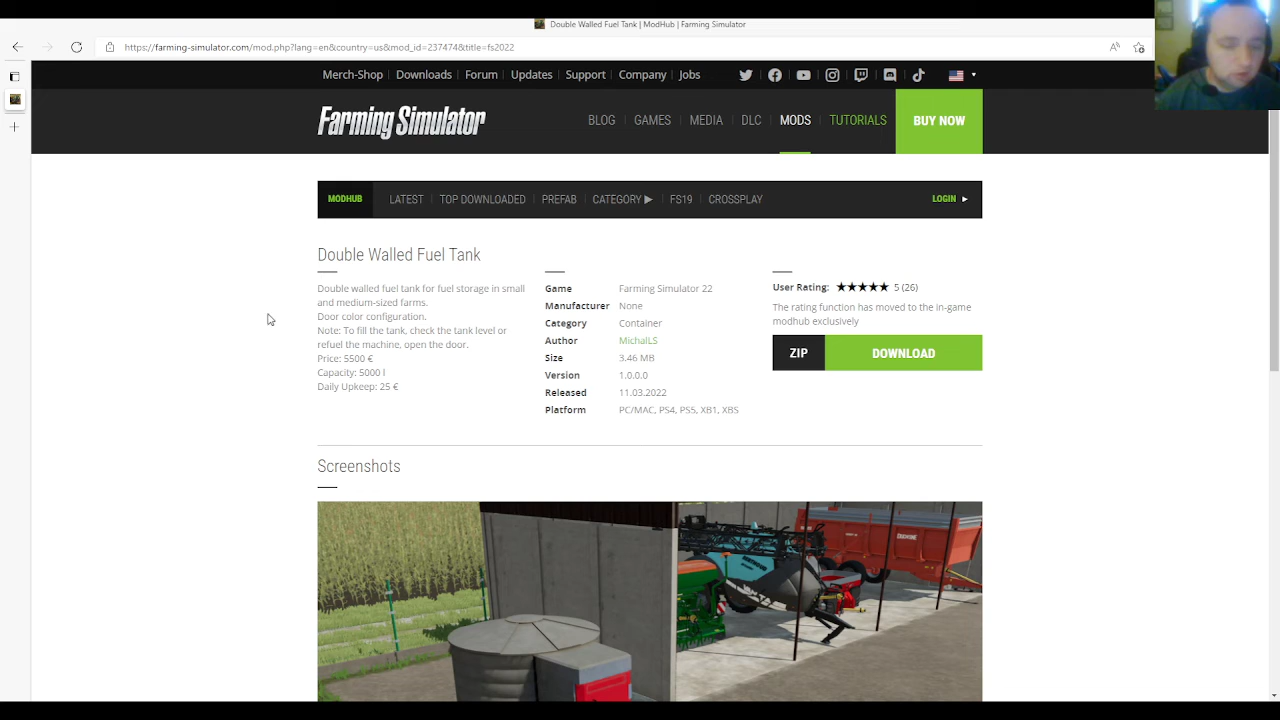 Double Walled Fuel Tank | ModHub | Farming Simulator
https://farming-simulator.com/mod.php?lang=en&country=us&mod_id=237474&title=fs2022
Merch-Shop Downloads Forum Updates Support Company Jobs
Farming Simulator
BLOG GAMES MEDIA DLC MODS TUTORIALS BUY NOW
MODHUB LATEST TOP DOWNLOADED PREFAB CATEGORY ▶ FS19 CROSSPLAY LOGIN ▶
Double Walled Fuel Tank
Double walled fuel tank for fuel storage in small
and medium-sized farms.
Door color configuration.
Note: To fill the tank, check the tank level or
refuel the machine, open the door.
Price: 5500 €
Capacity: 5000 l
Daily Upkeep: 25 €
Game Farming Simulator 22
Manufacturer None
Category Container
Author MichalLS
Size 3.46 MB
Version 1.0.0.0
Released 11.03.2022
Platform PC/MAC, PS4, PS5, XB1, XBS
User Rating: ★★★★★ 5 (26)
The rating function has moved to the in-game
modhub exclusively
ZIP DOWNLOAD
Screenshots